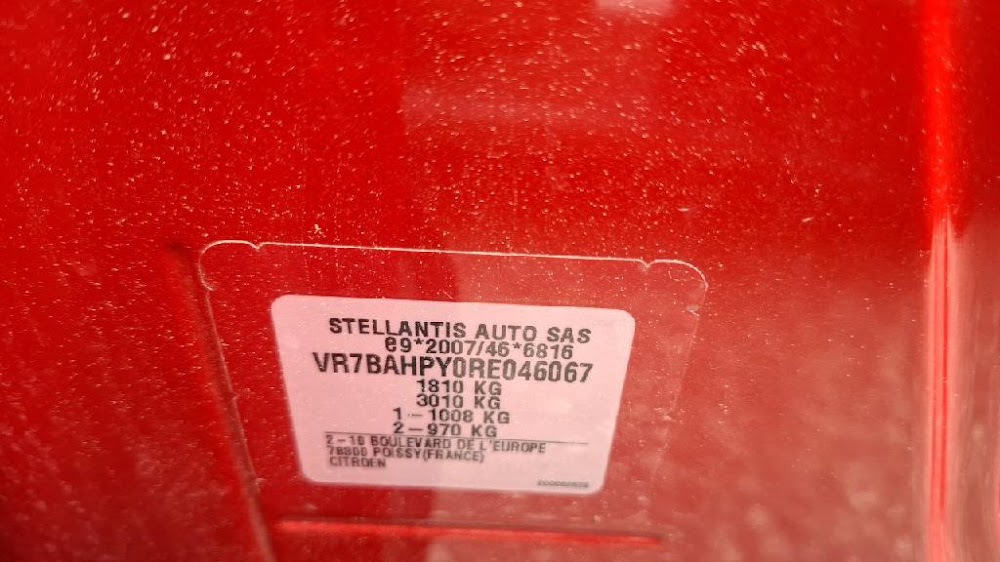 STELLANTIS AUTO SAS
e9*2007/46*6816
VR7BAHPY0RE046067
1810 KG
3010 KG
1 - 1008 KG
2 - 970 KG
2 - 10 BOULEVARD DE L'EUROPE
78300 POISSY(FRANCE)
CITROEN